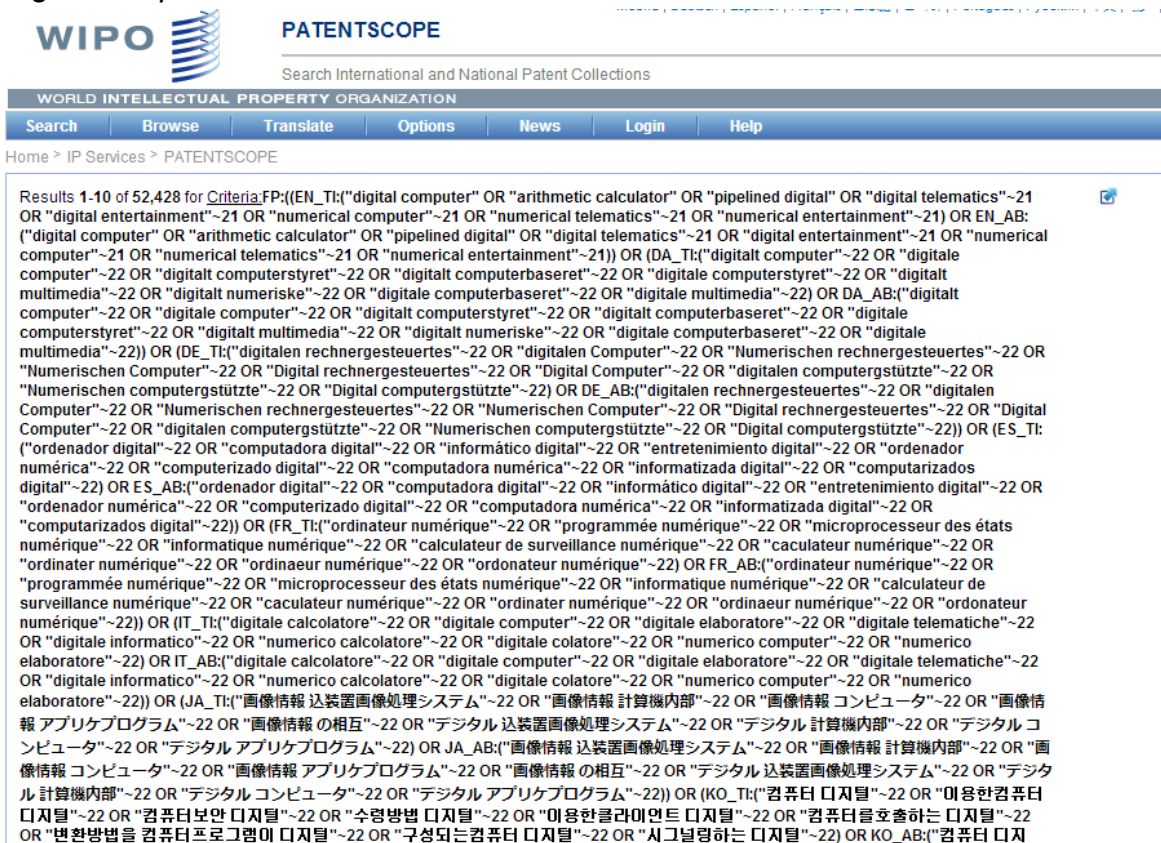 WIPO
PATENTSCOPE
Search International and National Patent Collections
WORLD INTELLECTUAL PROPERTY ORGANIZATION
Search Browse Translate Options News Login Help
Home > IP Services > PATENTSCOPE
Results 1-10 of 52,428 for Criteria:FP:((EN_TI:("digital computer" OR "arithmetic calculator" OR "pipelined digital" OR "digital telematics"~21
OR "digital entertainment"~21 OR "numerical computer"~21 OR "numerical telematics"~21 OR "numerical entertainment"~21) OR EN_AB:
("digital computer" OR "arithmetic calculator" OR "pipelined digital" OR "digital telematics"~21 OR "digital entertainment"~21 OR "numerical
computer"~21 OR "numerical telematics"~21 OR "numerical entertainment"~21)) OR (DA_TI:("digitalt computer"~22 OR "digitale
computer"~22 OR "digitalt computerstyret"~22 OR "digitalt computerbaseret"~22 OR "digitale computerstyret"~22 OR "digitalt
multimedia"~22 OR "digitalt numeriske"~22 OR "digitale computerbaseret"~22 OR "digitale multimedia"~22) OR DA_AB:("digitalt
computer"~22 OR "digitale computer"~22 OR "digitalt computerstyret"~22 OR "digitalt computerbaseret"~22 OR "digitale
computerstyret"~22 OR "digitalt multimedia"~22 OR "digitalt numeriske"~22 OR "digitale computerbaseret"~22 OR "digitale
multimedia"~22)) OR (DE_TI:("digitalen rechnergesteuertes"~22 OR "digitalen Computer"~22 OR "Numerischen rechnergesteuertes"~22 OR
"Numerischen Computer"~22 OR "Digital rechnergesteuertes"~22 OR "Digital Computer"~22 OR "digitalen computergstützte"~22 OR
"Numerischen computergstützte"~22 OR "Digital computergstützte"~22) OR DE_AB:("digitalen rechnergesteuertes"~22 OR "digitalen
Computer"~22 OR "Numerischen rechnergesteuertes"~22 OR "Numerischen Computer"~22 OR "Digital rechnergesteuertes"~22 OR "Digital
Computer"~22 OR "digitalen computergstützte"~22 OR "Numerischen computergstützte"~22 OR "Digital computergstützte"~22)) OR (ES_TI:
("ordenador digital"~22 OR "computadora digital"~22 OR "informático digital"~22 OR "entretenimiento digital"~22 OR "ordenador
numérica"~22 OR "computerizado digital"~22 OR "computadora numérica"~22 OR "informatizada digital"~22 OR "computarizados
digital"~22) OR ES_AB:("ordenador digital"~22 OR "computadora digital"~22 OR "informático digital"~22 OR "entretenimiento digital"~22 OR
"ordenador numérica"~22 OR "computerizado digital"~22 OR "computadora numérica"~22 OR "informatizada digital"~22 OR
"computarizados digital"~22)) OR (FR_TI:("ordinateur numérique"~22 OR "programmée numérique"~22 OR "microprocesseur des états
numérique"~22 OR "informatique numérique"~22 OR "calculateur de surveillance numérique"~22 OR "caculateur numérique"~22 OR
"ordinater numérique"~22 OR "ordinaeur numérique"~22 OR "ordonateur numérique"~22) OR FR_AB:("ordinateur numérique"~22 OR
"programmée numérique"~22 OR "microprocesseur des états numérique"~22 OR "informatique numérique"~22 OR "calculateur de
surveillance numérique"~22 OR "caculateur numérique"~22 OR "ordinater numérique"~22 OR "ordinaeur numérique"~22 OR "ordonateur
numérique"~22)) OR (IT_TI:("digitale calcolatore"~22 OR "digitale computer"~22 OR "digitale elaboratore"~22 OR "digitale telematiche"~22
OR "digitale informatico"~22 OR "numerico calcolatore"~22 OR "digitale colatore"~22 OR "numerico computer"~22 OR "numerico
elaboratore"~22) OR IT_AB:("digitale calcolatore"~22 OR "digitale computer"~22 OR "digitale elaboratore"~22 OR "digitale telematiche"~22
OR "digitale informatico"~22 OR "numerico calcolatore"~22 OR "digitale colatore"~22 OR "numerico computer"~22 OR "numerico
elaboratore"~22)) OR (JA_TI:("画像情報 込装置画像処理システム"~22 OR "画像情報 計算機内部"~22 OR "画像情報 コンピュータ"~22 OR "画像情
報 アプリケプログラム"~22 OR "画像情報 の相互"~22 OR "デジタル 込装置画像処理システム"~22 OR "デジタル 計算機内部"~22 OR "デジタル コ
ンピュータ"~22 OR "デジタル アプリケプログラム"~22) OR JA_AB:("画像情報 込装置画像処理システム"~22 OR "画像情報 計算機内部"~22 OR "画
像情報 コンピュータ"~22 OR "画像情報 アプリケプログラム"~22 OR "画像情報 の相互"~22 OR "デジタル 込装置画像処理システム"~22 OR "デジタ
ル 計算機内部"~22 OR "デジタル コンピュータ"~22 OR "デジタル アプリケプログラム"~22)) OR (KO_TI:("컴퓨터 디지털"~22 OR "이용한컴퓨터
디지털"~22 OR "컴퓨터보안 디지털"~22 OR "수령방법 디지털"~22 OR "이용한클라이언트 디지털"~22 OR "컴퓨터를호출하는 디지털"~22
OR "변환방법을 컴퓨터프로그램이 디지털"~22 OR "구성되는컴퓨터 디지털"~22 OR "시그널링하는 디지털"~22) OR KO_AB:("컴퓨터 디지